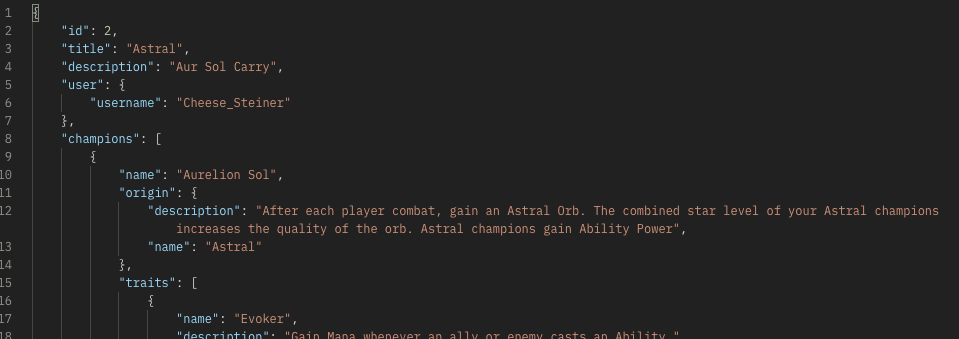 1 {
2 "id": 2,
3 "title": "Astral",
4 "description": "Aur Sol Carry",
5 "user": {
6 "username": "Cheese_Steiner"
7 },
8 "champions": [
9 {
10 "name": "Aurelion Sol",
11 "origin": {
12 "description": "After each player combat, gain an Astral Orb. The combined star level of your Astral champions
increases the quality of the orb. Astral champions gain Ability Power",
13 "name": "Astral"
14 },
15 "traits": [
16 {
17 "name": "Evoker",
18 "description": "Gain Mana whenever an ally or enemy casts an Ability."